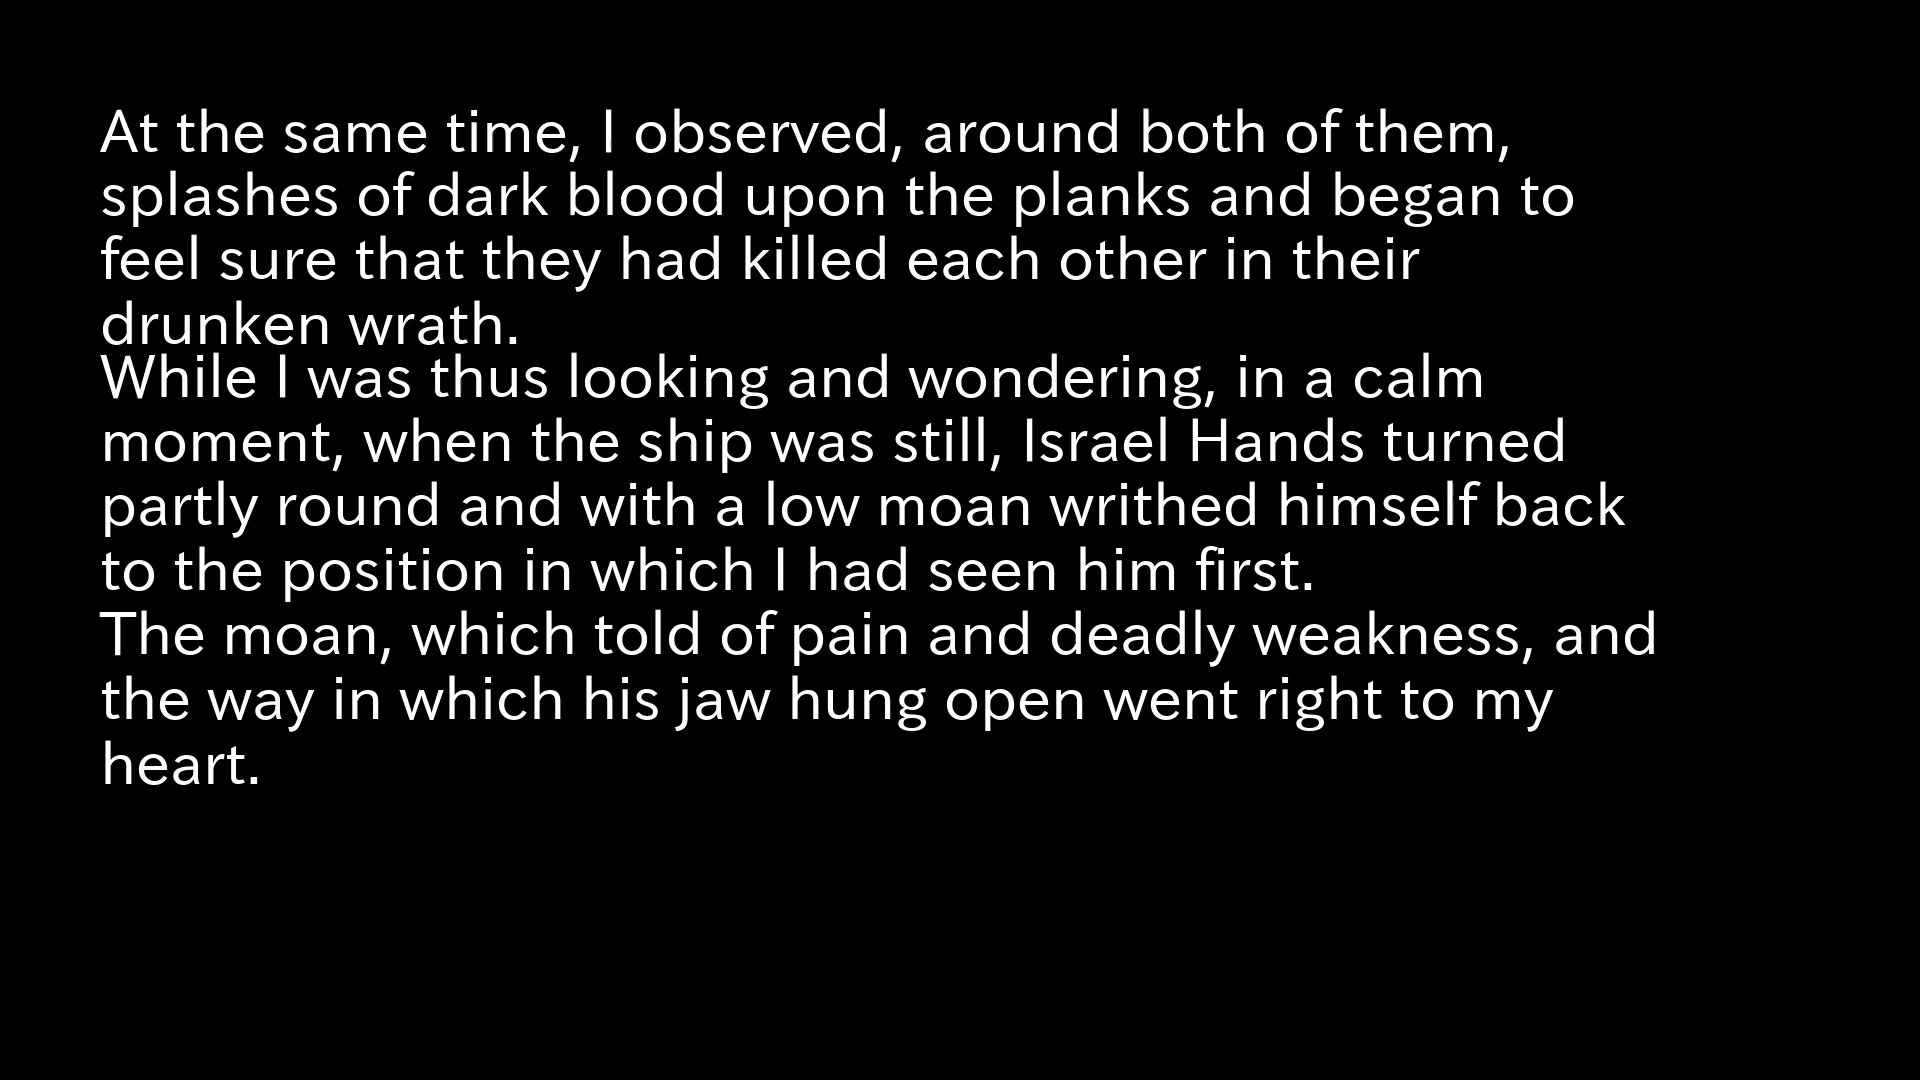 At the same time, I observed, around both of them,
splashes of dark blood upon the planks and began to
feel sure that they had killed each other in their
drunken wrath.
While I was thus looking and wondering, in a calm
moment, when the ship was still, Israel Hands turned
partly round and with a low moan writhed himself back
to the position in which I had seen him first.
The moan, which told of pain and deadly weakness, and
the way in which his jaw hung open went right to my
heart.